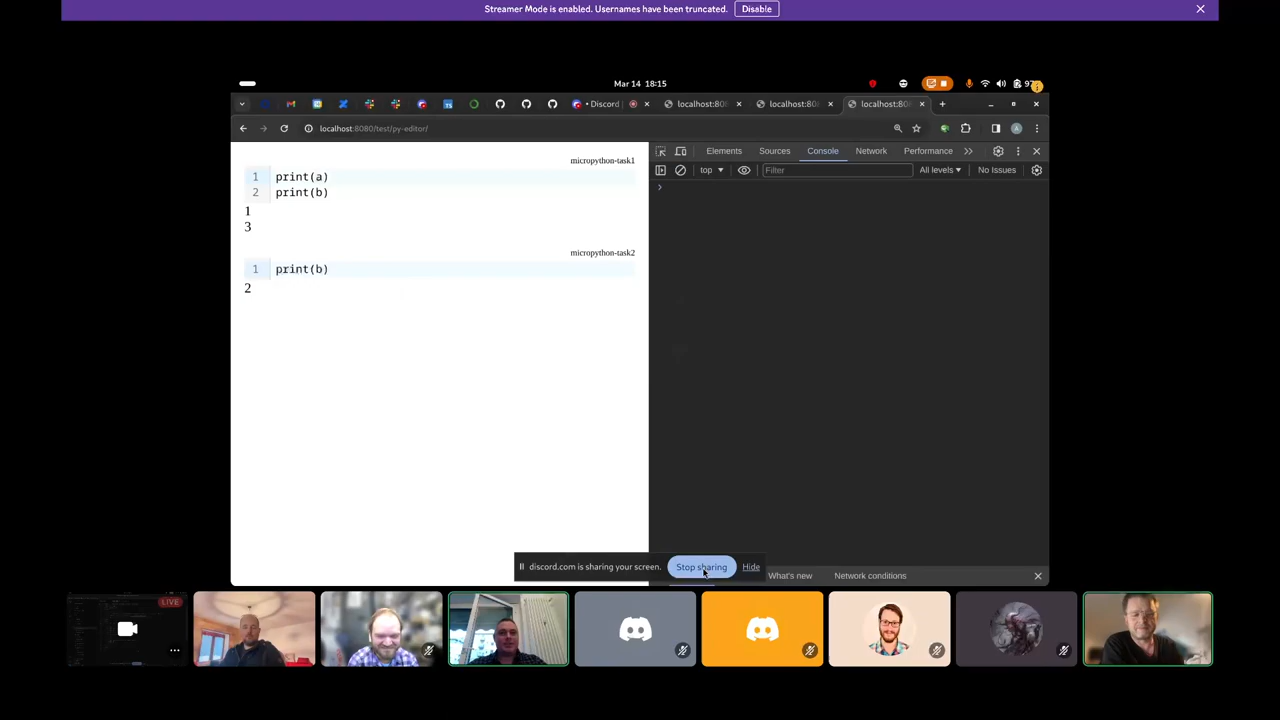 Streamer Mode is enabled. Usernames have been truncated. Disable
Mar 14 18:15
Discord localhost:80 localhost:80 localhost:80
localhost:8080/test/py-editor/
micropython-task1
1 print(a)
2 print(b)
1
3
micropython-task2
1 print(b)
2
Elements Sources Console Network Performance
top Filter All levels No Issues
discord.com is sharing your screen. Stop sharing Hide
What's new Network conditions
LIVE